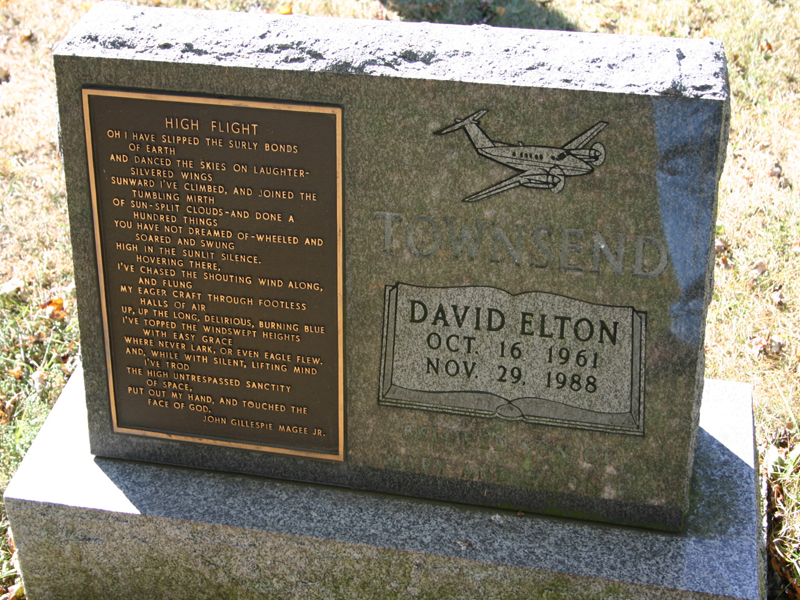 HIGH FLIGHT
OH I HAVE SLIPPED THE SURLY BONDS
OF EARTH
AND DANCED THE SKIES ON LAUGHTER-
SILVERED WINGS
SUNWARD I'VE CLIMBED, AND JOINED THE
TUMBLING MIRTH
OF SUN-SPLIT CLOUDS-AND DONE A
HUNDRED THINGS
YOU HAVE NOT DREAMED OF-WHEELED AND
SOARED AND SWUNG
HIGH IN THE SUNLIT SILENCE.
HOVERING THERE,
I'VE CHASED THE SHOUTING WIND ALONG,
AND FLUNG
MY EAGER CRAFT THROUGH FOOTLESS
HALLS OF AIR
UP, UP THE LONG, DELIRIOUS, BURNING BLUE
I'VE TOPPED THE WINDSWEPT HEIGHTS
WITH EASY GRACE
WHERE NEVER LARK, OR EVEN EAGLE FLEW.
AND, WHILE WITH SILENT, LIFTING MIND
I'VE TROD
THE HIGH UNTRESPASSED SANCTITY
OF SPACE,
PUT OUT MY HAND, AND TOUCHED THE
FACE OF GOD.
JOHN GILLESPIE MAGEE JR.
TOWNSEND
DAVID ELTON
OCT. 16 1961
NOV. 29. 1988